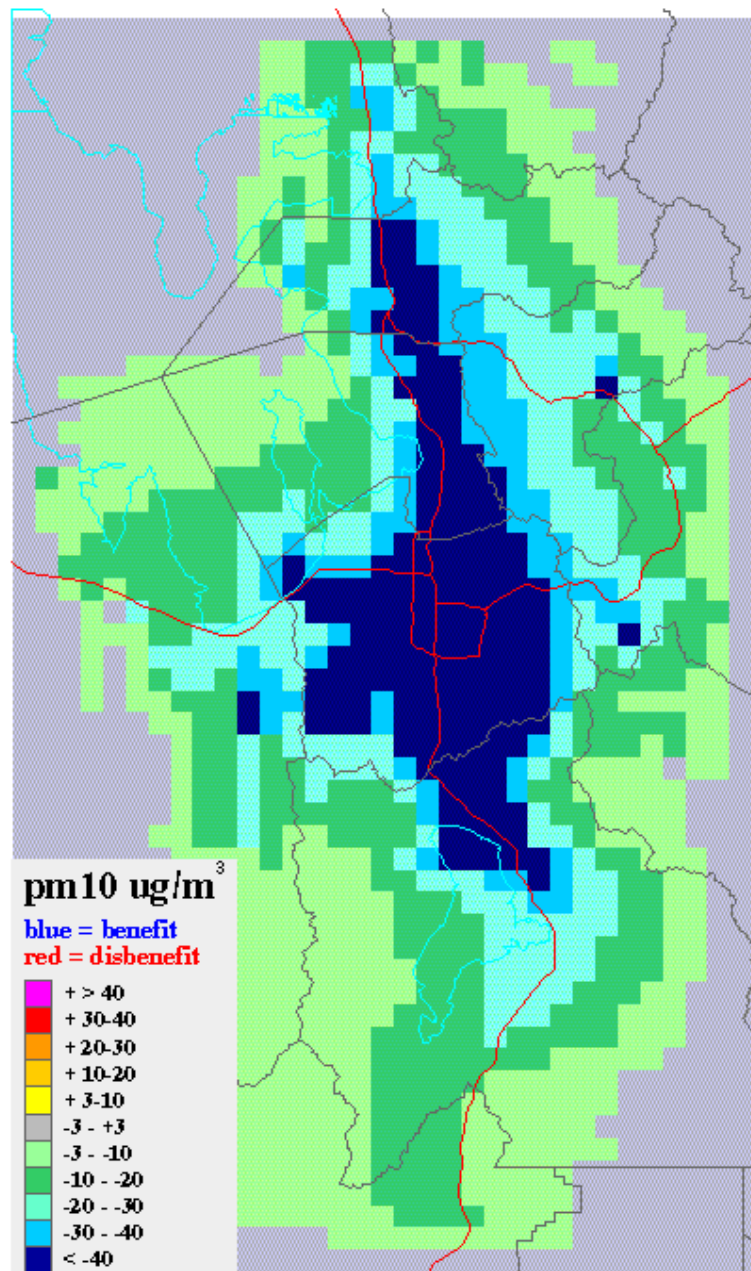 pm10 ug/m³
blue = benefit
red = disbenefit
+ > 40
+ 30-40
+ 20-30
+ 10-20
+ 3-10
-3 - +3
-3 - -10
-10 - -20
-20 - -30
-30 - -40
< -40